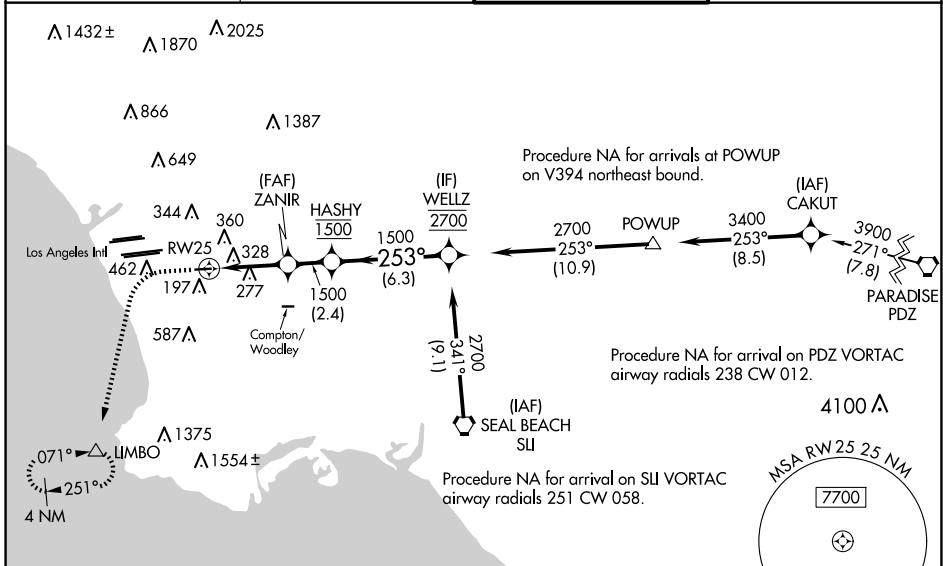 1432 ±
1870
2025
866
1387
649
Procedure NA for arrivals at POWUP
on V394 northeast bound.
(FAF)
ZANIR
HASHY
1500
(IF)
WELLZ
2700
(IAF)
CAKUT
344
360
328
RW25
Los Angeles Intl
462
197
277
1500
253°
(6.3)
2700
253°
(10.9)
POWUP
3400
253°
(8.5)
3900
271°
(7.8)
PARADISE
PDZ
1500
(2.4)
587
Compton/
Woodley
2700
341°
(9.1)
Procedure NA for arrival on PDZ VORTAC
airway radials 238 CW 012.
4100
(IAF)
SEAL BEACH
SLI
1375
1554 ±
071°
LIMBO
251°
4 NM
Procedure NA for arrival on SLI VORTAC
airway radials 251 CW 058.
MSA RW 25 25 NM
7700